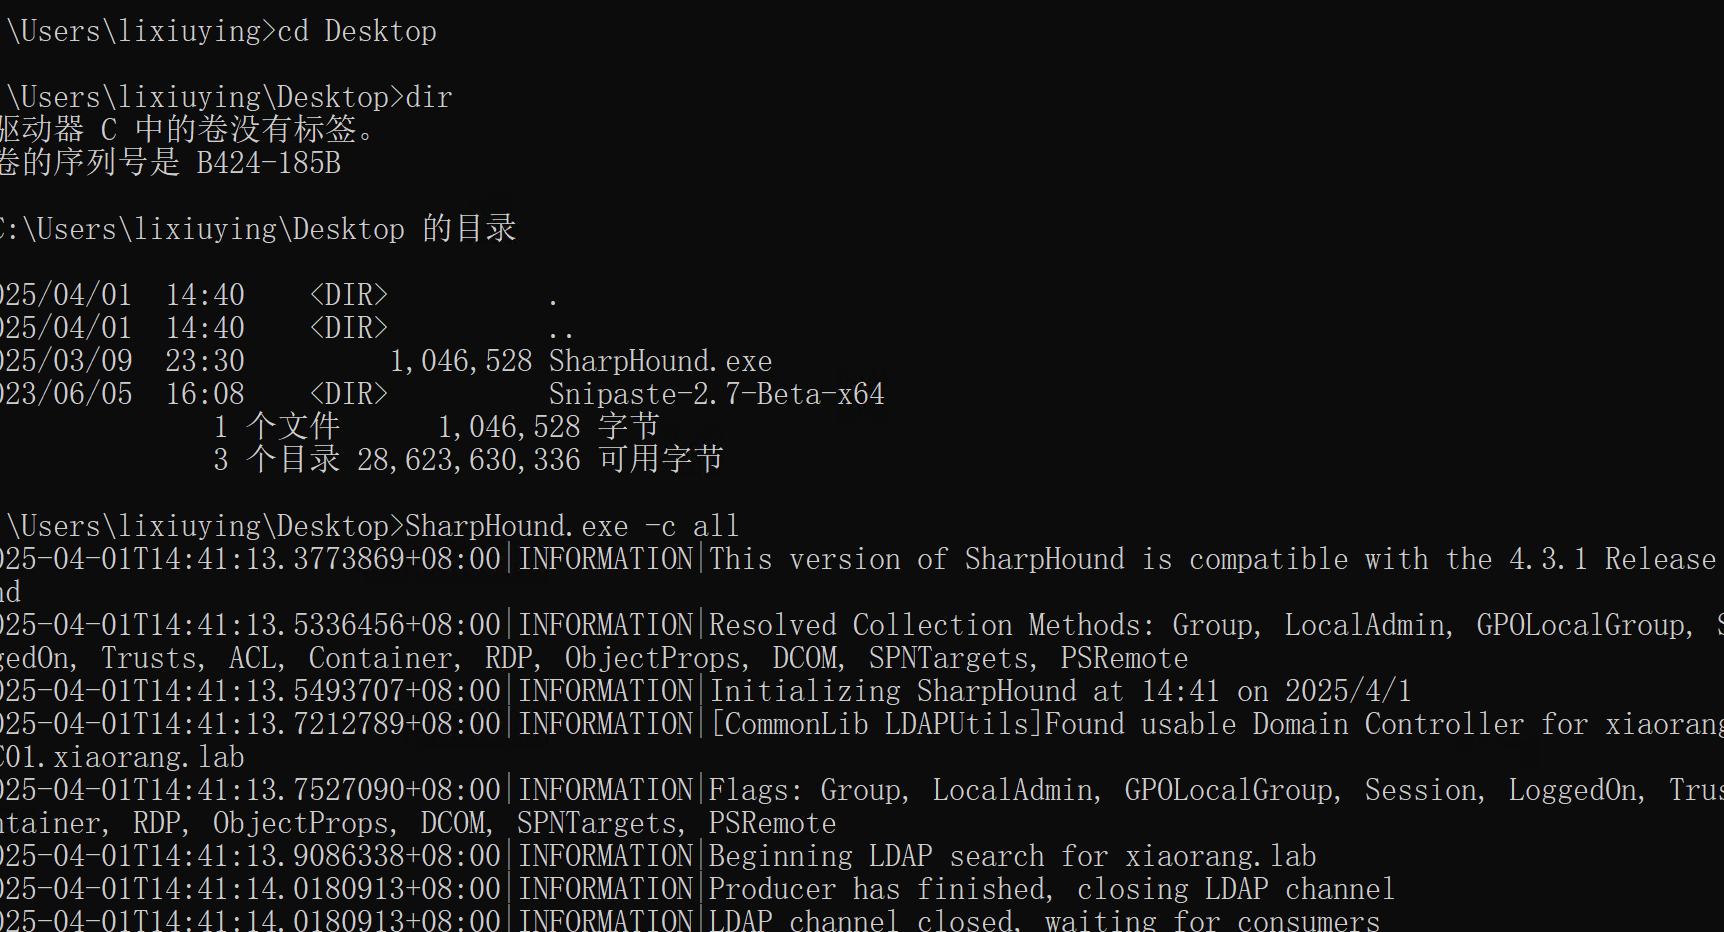 \Users\lixiuying>cd Desktop
\Users\lixiuying\Desktop>dir
驱动器 C 中的卷没有标签。
卷的序列号是 B424-185B
C:\Users\lixiuying\Desktop 的目录
025/04/01  14:40    <DIR>          .
025/04/01  14:40    <DIR>          ..
025/03/09  23:30         1,046,528 SharpHound.exe
023/06/05  16:08    <DIR>          Snipaste-2.7-Beta-x64
1 个文件      1,046,528 字节
3 个目录 28,623,630,336 可用字节
\Users\lixiuying\Desktop>SharpHound.exe -c all
025-04-01T14:41:13.3773869+08:00|INFORMATION|This version of SharpHound is compatible with the 4.3.1 Release
nd
025-04-01T14:41:13.5336456+08:00|INFORMATION|Resolved Collection Methods: Group, LocalAdmin, GPOLocalGroup, S
gedOn, Trusts, ACL, Container, RDP, ObjectProps, DCOM, SPNTargets, PSRemote
025-04-01T14:41:13.5493707+08:00|INFORMATION|Initializing SharpHound at 14:41 on 2025/4/1
025-04-01T14:41:13.7212789+08:00|INFORMATION|[CommonLib LDAPUtils]Found usable Domain Controller for xiaorang
C01.xiaorang.lab
025-04-01T14:41:13.7527090+08:00|INFORMATION|Flags: Group, LocalAdmin, GPOLocalGroup, Session, LoggedOn, Trus
ntainer, RDP, ObjectProps, DCOM, SPNTargets, PSRemote
025-04-01T14:41:13.9086338+08:00|INFORMATION|Beginning LDAP search for xiaorang.lab
025-04-01T14:41:14.0180913+08:00|INFORMATION|Producer has finished, closing LDAP channel
025-04-01T14:41:14.0180913+08:00|INFORMATION|LDAP channel closed, waiting for consumers